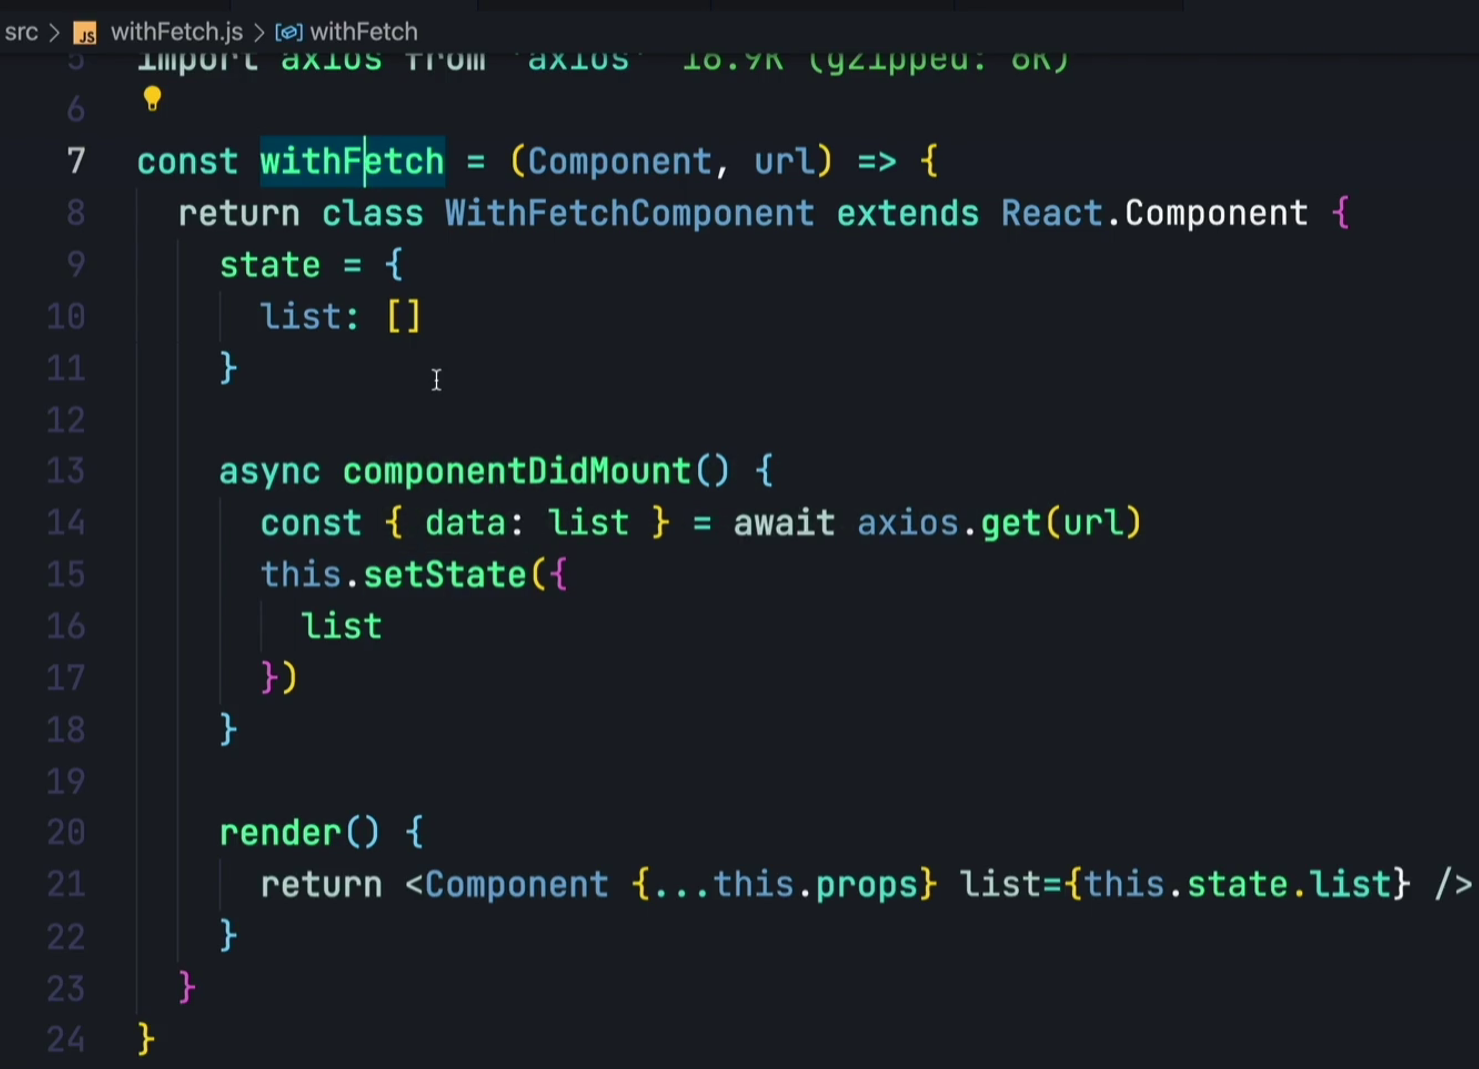 src > JS withFetch.js > withFetch
5 import axios from 'axios' 16.9K (gzipped: 6K)
6
7 const withFetch = (Component, url) => {
8 return class WithFetchComponent extends React.Component {
9 state = {
10 list: []
11 }
12
13 async componentDidMount() {
14 const { data: list } = await axios.get(url)
15 this.setState({
16 list
17 })
18 }
19
20 render() {
21 return <Component {...this.props} list={this.state.list} />
22 }
23 }
24 }